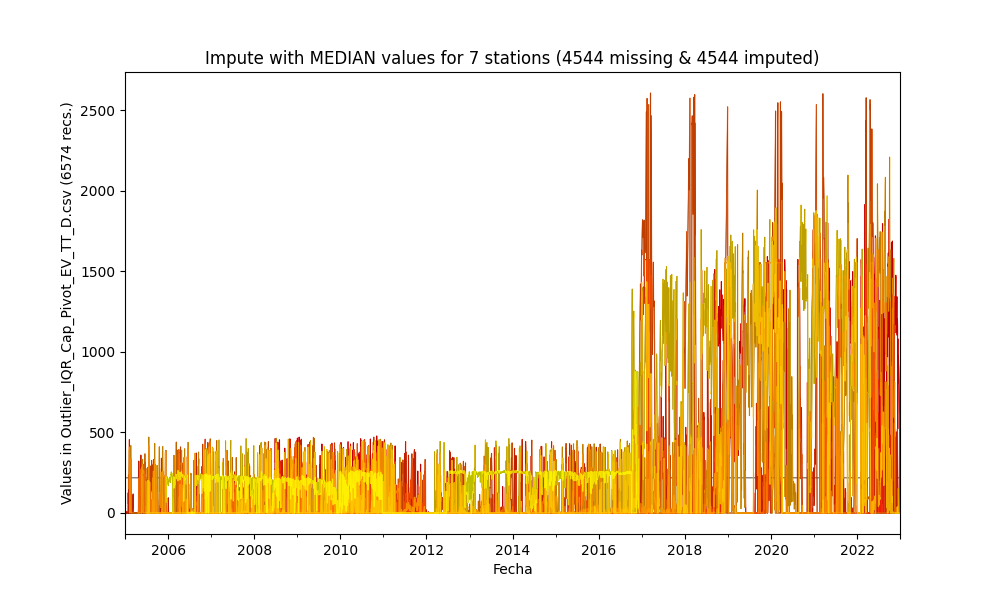 Impute with MEDIAN values for 7 stations (4544 missing & 4544 imputed)
Values in Outlier_IQR_Cap_Pivot_EV_TT_D.csv (6574 recs.)
2500
2000
1500
1000
500
0
2006 2008 2010 2012 2014 2016 2018 2020 2022
Fecha